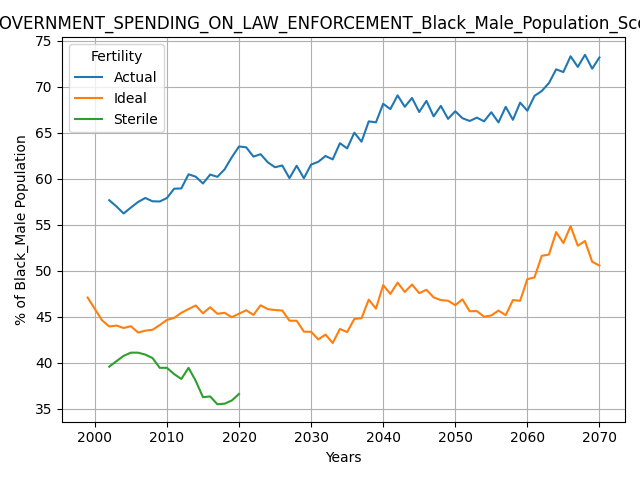 OVERNMENT_SPENDING_ON_LAW_ENFORCEMENT_Black_Male_Population_Sco
Fertility
Actual
Ideal
Sterile
% of Black_Male Population
75
70
65
60
55
50
45
40
35
2000 2010 2020 2030 2040 2050 2060 2070
Years